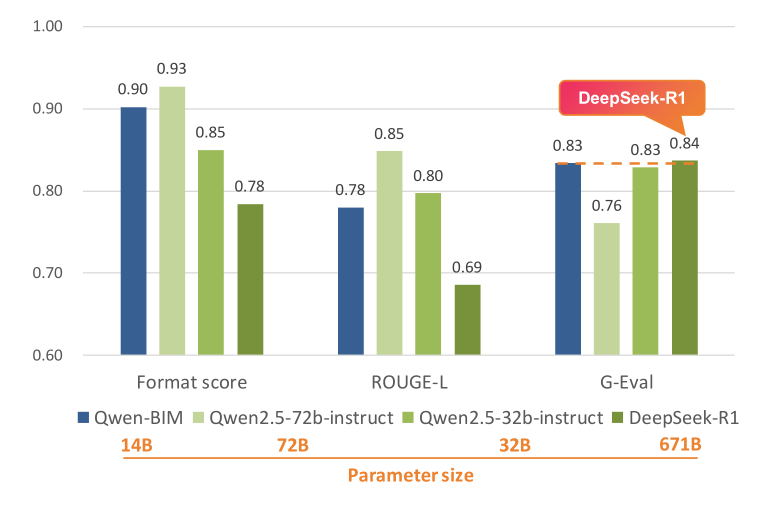 1.00
0.93
0.90
DeepSeek-R1
0.90
0.85
0.85
0.83
0.83
0.84
0.78
0.78
0.80
0.80
0.76
0.70
0.69
0.60
Format score
ROUGE-L
G-Eval
Qwen-BIM
Qwen2.5-72b-instruct
Qwen2.5-32b-instruct
DeepSeek-R1
14B
72B
32B
671B
Parameter size